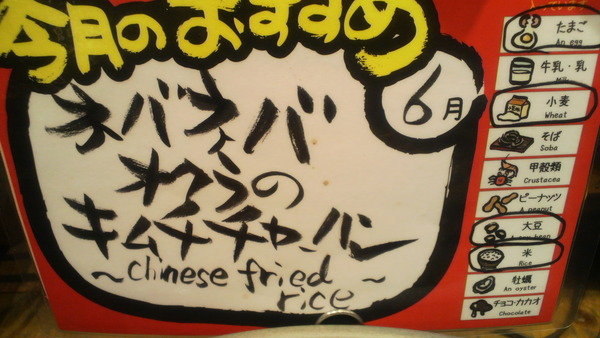 今月のおすすめ
6月
ネバネバ
オクラの
キムチチャーハン
～Chinese fried rice～
たまご
An egg
牛乳・乳
小麦
Wheat
そば
Soba
甲殻類
Crustacea
ピーナッツ
A peanut
大豆
米
Rice
牡蠣
An oyster
チョコ・カカオ
Chocolate